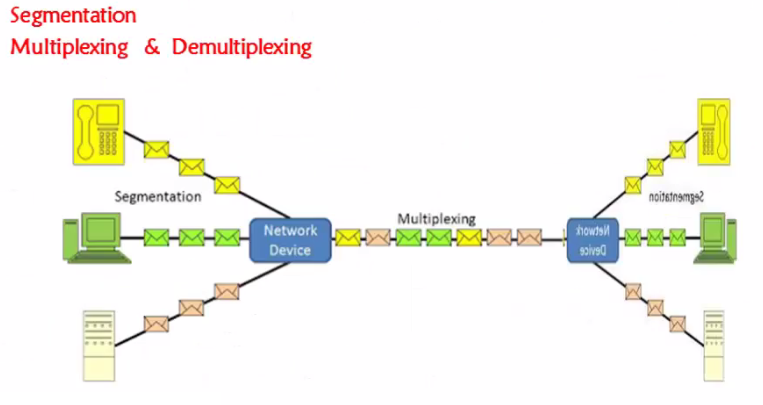 Segmentation
Multiplexing & Demultiplexing
Segmentation
Multiplexing
Segmentation
Network
Device
Network
Device